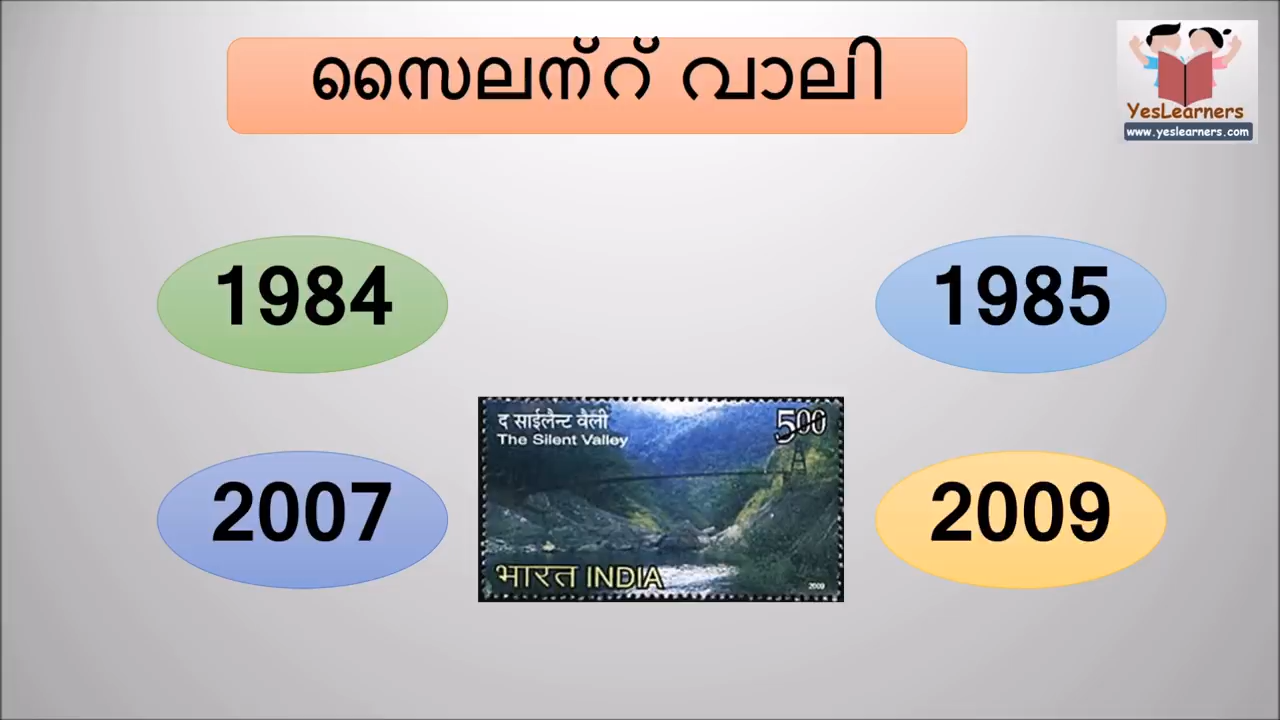 സൈലന്റ് വാലി
YesLearners
www.yeslearners.com
1984
1985
2007
2009
द साईलैन्ट वैली
The Silent Valley
500
भारत INDIA
2009